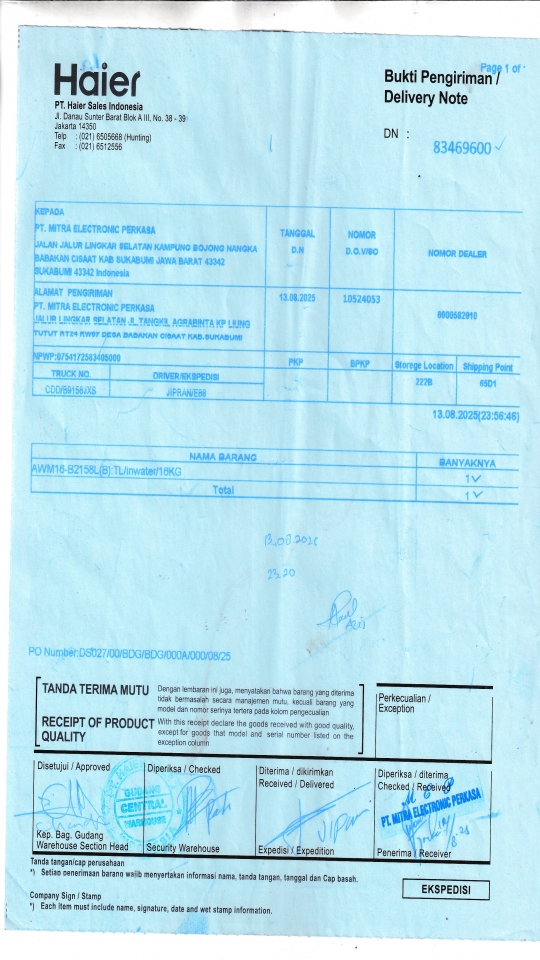 Haier
PT. Haier Sales Indonesia
Jl. Danau Sunter Barat Blok A III, No. 38 - 39
Jakarta 14350
Telp : (021) 6505668 (Hunting)
Fax : (021) 6512556
Page 1 of
Bukti Pengiriman /
Delivery Note
DN :
83469600
KEPADA
PT. MITRA ELECTRONIC PERKASA
JALAN JALUR LINGKAR SELATAN KAMPUNG BOJONG NANGKA
BABAKAN CISAAT KAB SUKABUMI JAWA BARAT 43342
SUKABUMI 43342 Indonesia
TANGGAL
D.N
NOMOR
D.O.V/SO
NOMOR DEALER
ALAMAT PENGIRIMAN
PT. MITRA ELECTRONIC PERKASA
JALUR LINGKAR SELATAN JL.TANGKIL AGRABINTA KP LIUNG
TUTUT RT24 RW07 DESA BABAKAN CISAAT KAB.SUKABUMI
13.08.2025
10524053
6000582910
NPWP:0754172563405000
PKP
BPKP
Storege Location
Shipping Point
TRUCK NO.
DRIVER/EKSPEDISI
222B
65D1
CDD/B9156JXS
JIPRAN/E86
13.08.2025(23:56:46)
NAMA BARANG
BANYAKNYA
AWM16-B2158L(B):TL/inwater/16KG
1
Total
1
23.20
Azii
PO Number:DS027/00/BDG/BDG/000A/000/08/25
TANDA TERIMA MUTU
Dengan lembaran ini juga, menyatakan bahwa barang yang diterima
tidak bermasalah secara manajemen mutu, kecuali barang yang
model dan nomor serinya tertera pada kolom pengecualian
RECEIPT OF PRODUCT
QUALITY
With this receipt declare the goods received with good quality,
except for goods that model and serial number listed on the
exception column
Perkecualian /
Exception
Disetujui / Approved
Diperiksa / Checked
Diterima / dikirimkan
Received / Delivered
Diperiksa / diterima
Checked / Received
GUDANG
CENTRAL
WAREHOUSE
PT. MITRA ELECTRONIC PERKASA
Kep. Bag. Gudang
Warehouse Section Head
Security Warehouse
Expedisi / Expedition
Penerima / Receiver
Tanda tangan/cap perusahaan
*) Setiao penerimaan barano wajib menyertakan informasi nama, tanda tangan, tanggal dan Cap basah.
EKSPEDISI
Company Sign / Stamp
*) Each Item must include name, signature, date and wet stamp information.